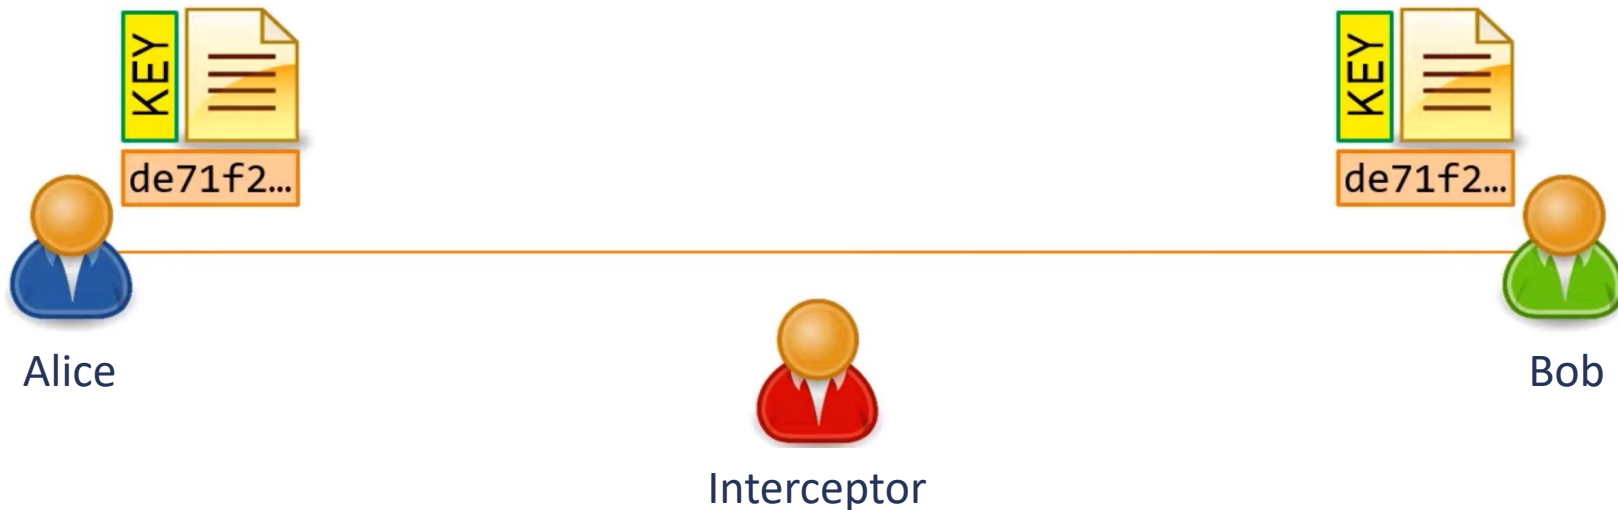 KEY
KEY
de71f2…
de71f2…
Alice
Bob
Interceptor